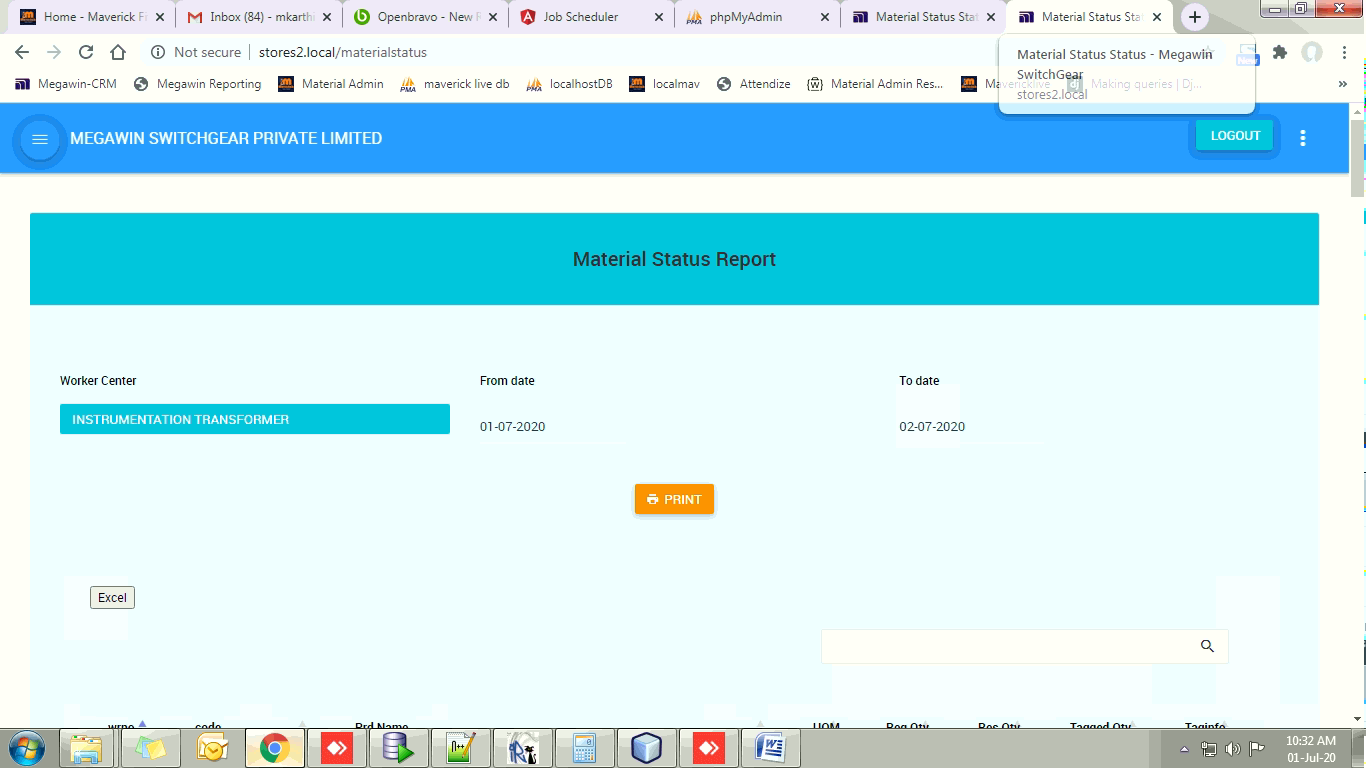 Home - Maverick Fi
Inbox (84) - mkarthi
Openbravo - New R
Job Scheduler
phpMyAdmin
Material Status Sta
Material Status Sta
Not secure
stores2.local/materialstatus
Material Status Status - Megawin
SwitchGear
stores2.local
Megawin-CRM
Megawin Reporting
Material Admin
maverick live db
localhostDB
localmav
Attendize
Material Admin Res...
Mavericklive
Making queries | Dj...
MEGAWIN SWITCHGEAR PRIVATE LIMITED
LOGOUT
Material Status Report
Worker Center
From date
To date
INSTRUMENTATION TRANSFORMER
01-07-2020
02-07-2020
PRINT
Excel
wrno
code
Prd Name
UOM
Req Qty
Res Qty
Tagged Qty
Taginfo
10:32 AM
01-Jul-20